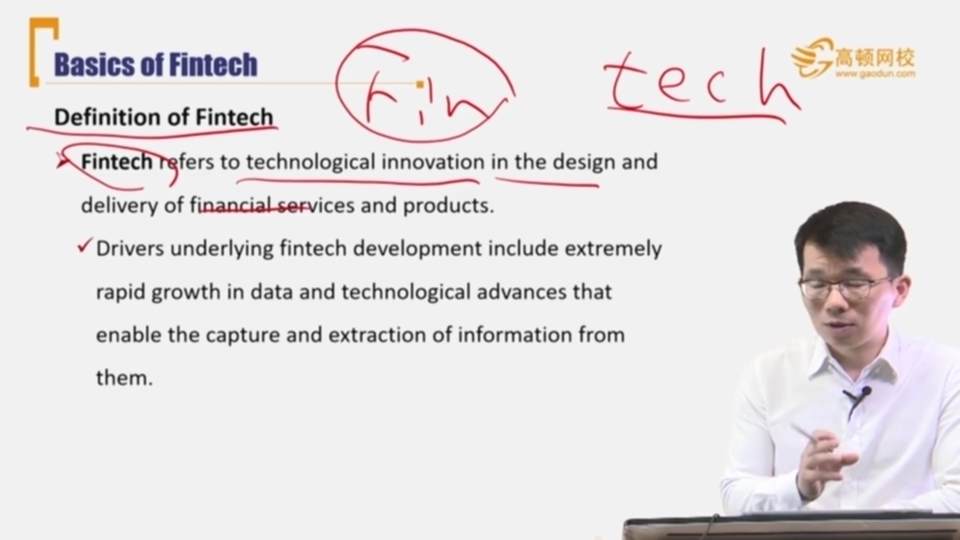 Basics of Fintech
Fin tech
高顿网校
www.gaodun.com
Definition of Fintech
Fintech refers to technological innovation in the design and
delivery of financial services and products.
Drivers underlying fintech development include extremely
rapid growth in data and technological advances that
enable the capture and extraction of information from
them.